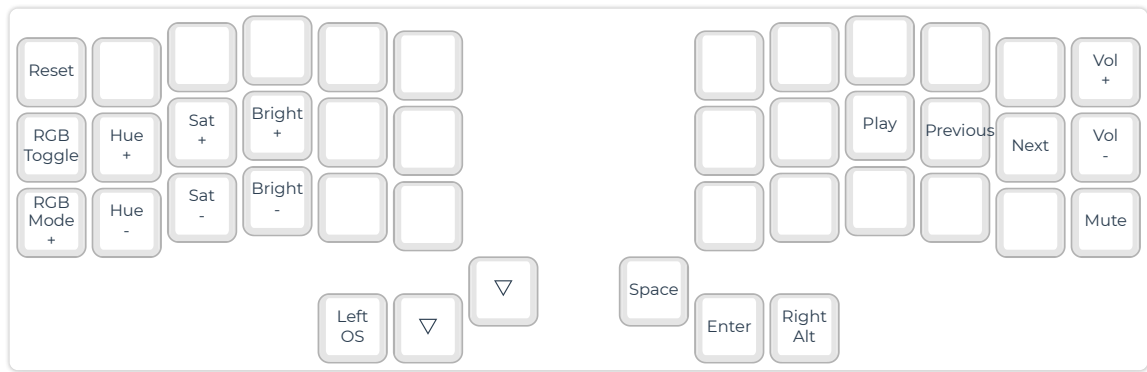 Reset
Vol
+
RGB
Toggle
Hue
+
Sat
+
Bright
+
Play
Previous
Next
Vol
-
RGB
Mode
+
Hue
-
Sat
-
Bright
-
Mute
▽
Space
Left
OS
▽
Enter
Right
Alt